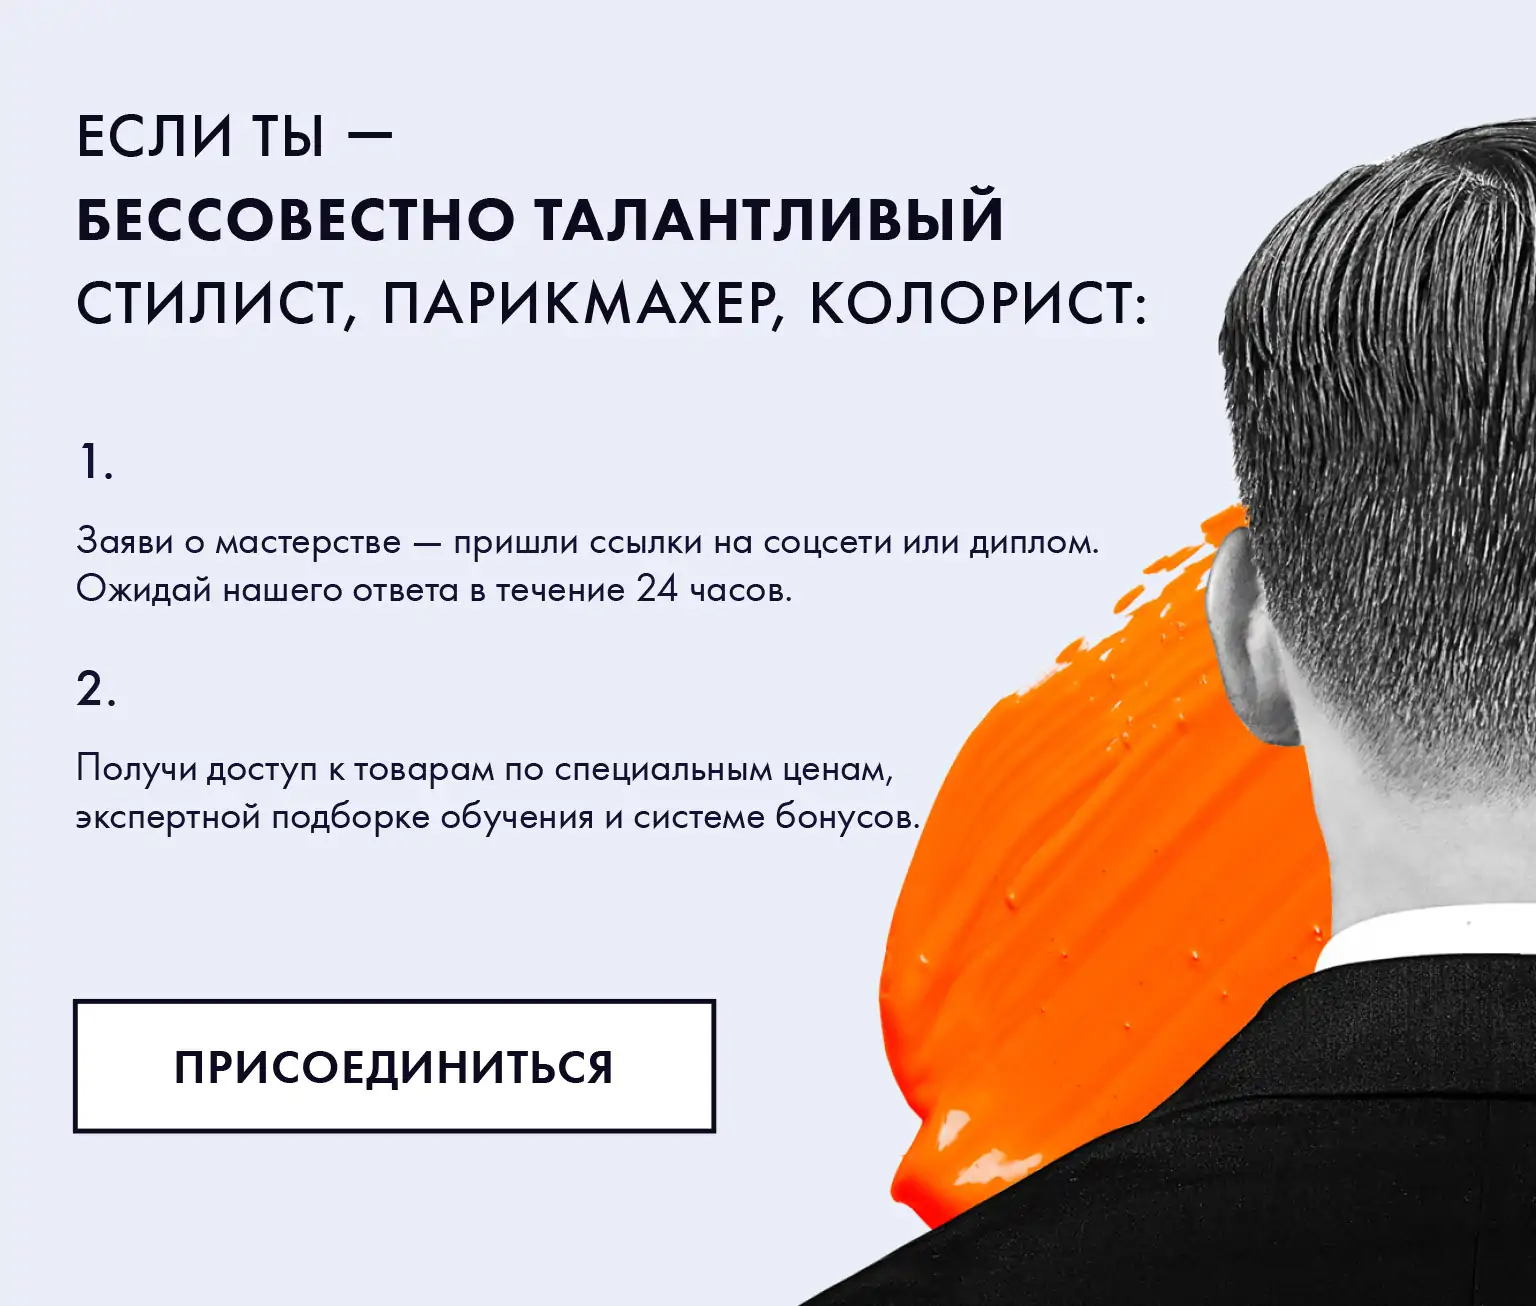 ЕСЛИ ТЫ —
БЕССОВЕСТНО ТАЛАНТЛИВЫЙ
СТИЛИСТ, ПАРИКМАХЕР, КОЛОРИСТ:
1.
Заяви о мастерстве — пришли ссылки на соцсети или диплом.
Ожидай нашего ответа в течение 24 часов.
2.
Получи доступ к товарам по специальным ценам,
экспертной подборке обучения и системе бонусов.
ПРИСОЕДИНИТЬСЯ